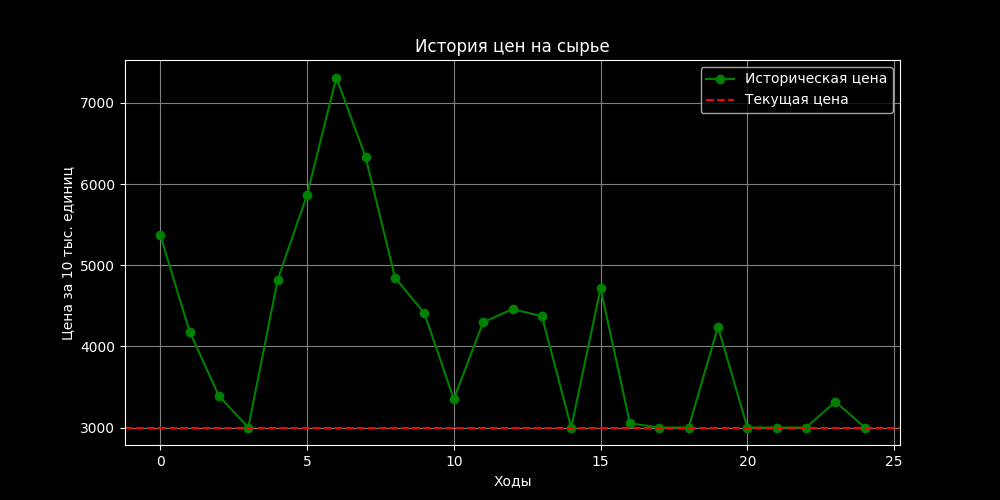 История цен на сырье
Историческая цена
Текущая цена
Цена за 10 тыс. единиц
7000
6000
5000
4000
3000
0
5
10
15
20
25
Ходы